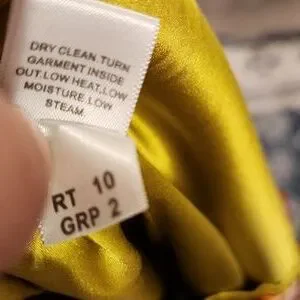 DRY CLEAN TURN
GARMENT INSIDE
OUT.LOW HEAT,LOW
MOISTURE.LOW
STEAM.
RT 10
GRP 2